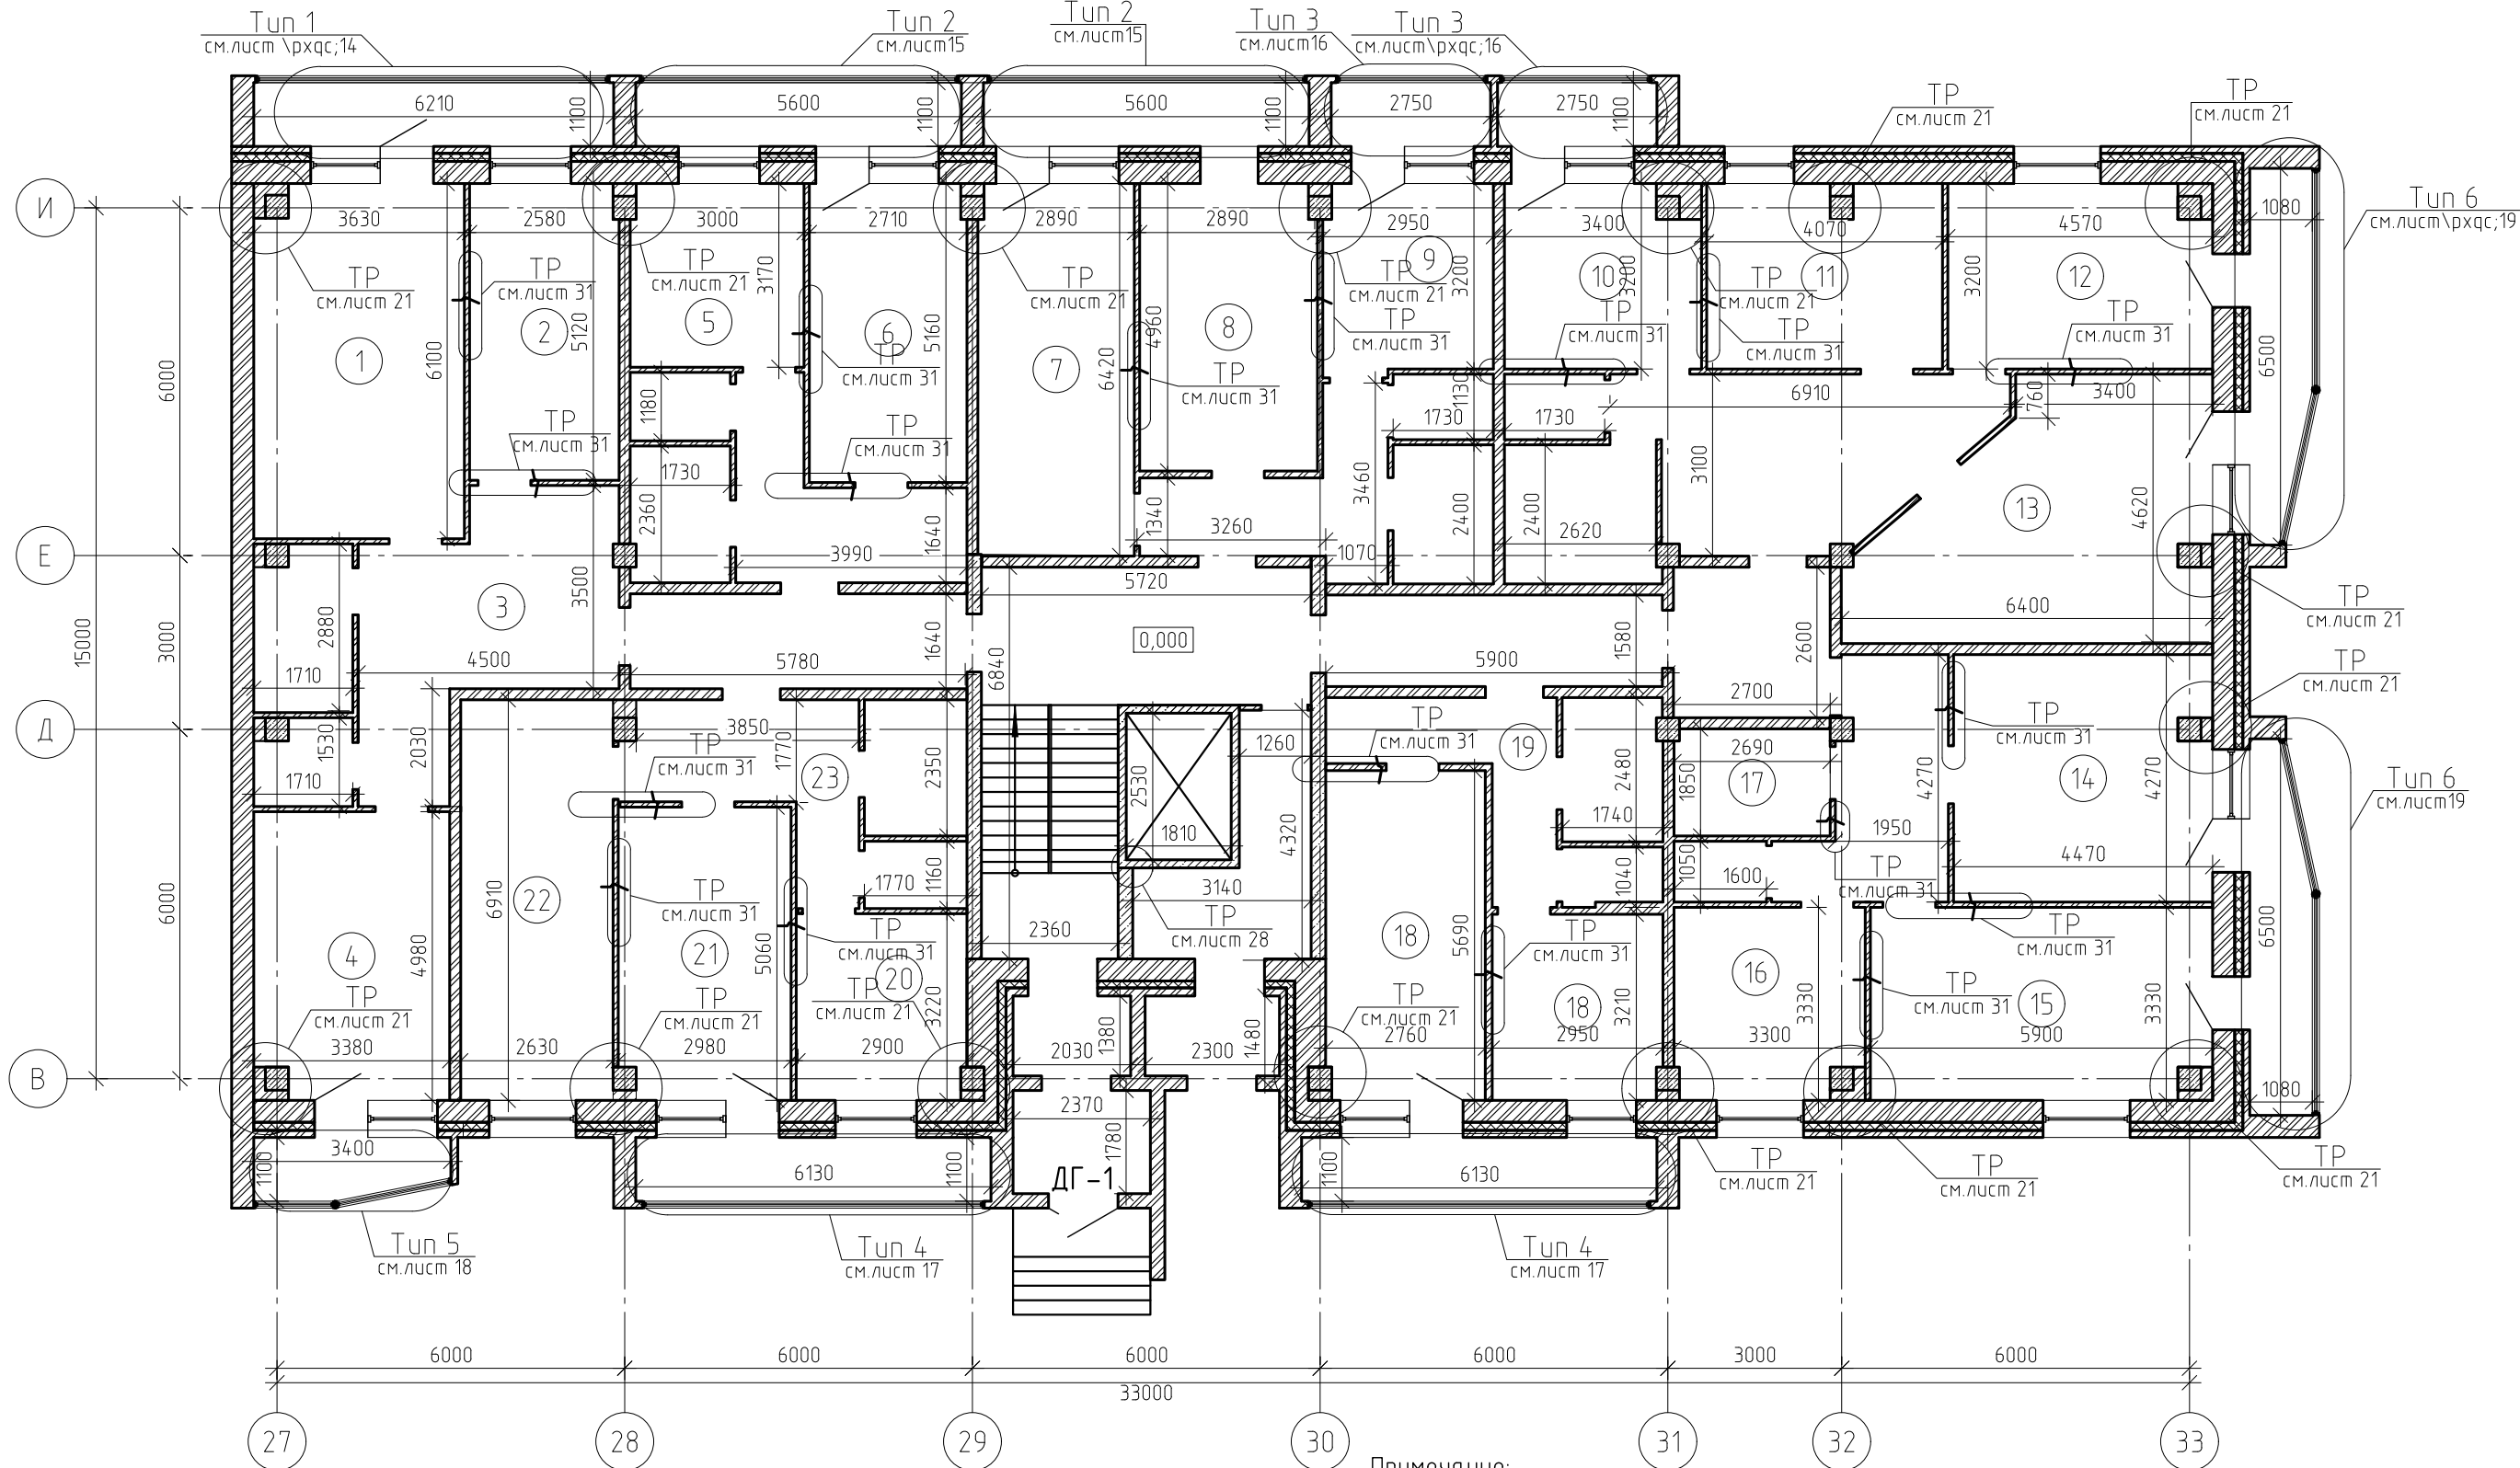 Тип 1
см.лист \pxqc;14
Тип 2
см.лист15
Тип 2
см.лист15
Тип 3
см.лист16
Тип 3
см.лист\pxqc;16
ТР
см.лист 21
ТР
см.лист 21
6210
1100
5600
1100
5600
1100
2750
2750
1100
Тип 6
см.лист\pxqc;19
1080
И
3630
2580
3000
2710
2890
2890
2950
3400
4070
4570
ТР
см.лист 21
ТР
см.лист 31
ТР
см.лист 21
ТР
см.лист 21
ТР
см.лист 21
ТР
см.лист 21
3170
3200
3200
3200
9
10
11
12
5
2
6
8
1
7
5120
6100
5160
6420
4960
6500
ТР
см.лист 31
ТР
см.лист 31
ТР
см.лист 31
ТР
см.лист 31
ТР
см.лист 31
ТР
см.лист 31
6000
1180
1130
760
6910
3400
1730
1730
ТР
см.лист 31
ТР
см.лист 31
1730
2360
3460
2400
2400
3100
4620
13
1340
3260
1640
3990
1070
2620
Е
5720
3500
3
15000
3000
2880
0,000
1580
2600
6400
ТР
см.лист 21
1710
4500
5780
1640
6840
5900
2700
ТР
см.лист 21
Д
1530
2030
3850
1770
1260
ТР
см.лист 31
19
ТР
см.лист 31
ТР
см.лист 31
1710
23
2350
2530
2480
2690
1850
17
4270
14
4270
Тип 6
см.лист19
1810
4320
1740
1950
6000
22
6910
1770
1160
3140
1040
1050
1600
4470
ТР
см.лист 31
ТР
см.лист 31
ТР
см.лист 31
ТР
см.лист 28
ТР
см.лист 31
ТР
см.лист 31
2360
4
4980
21
5060
20
3220
18
5690
18
3210
16
3330
15
3330
6500
ТР
см.лист 21
ТР
см.лист 21
ТР
см.лист 21
ТР
см.лист 21
ТР
см.лист 31
В
3380
2630
2980
2900
2030
1380
2300
1480
2760
2950
3300
5900
1080
2370
1780
3400
1100
6130
1100
ДГ-1
1100
6130
ТР
см.лист 21
ТР
см.лист 21
ТР
см.лист 21
Тип 5
см.лист 18
Тип 4
см.лист 17
Тип 4
см.лист 17
6000
6000
6000
6000
3000
6000
33000
27
28
29
30
31
32
33
Примечание: